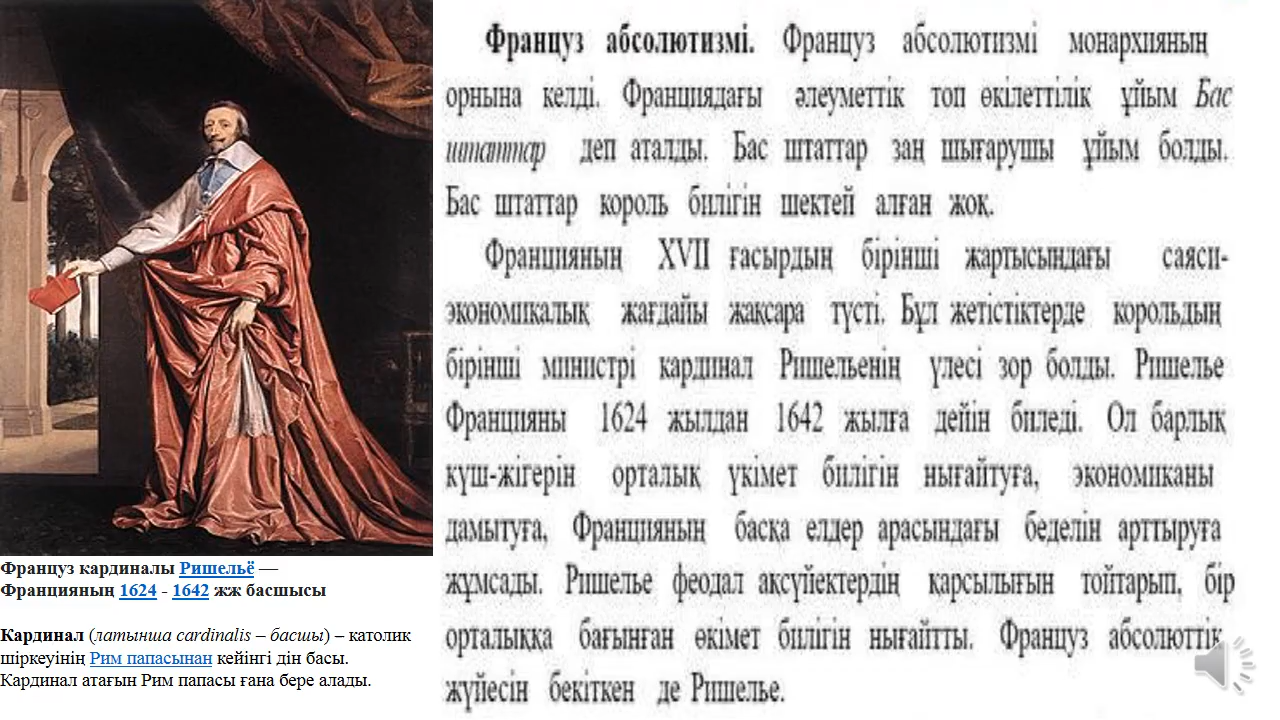 Француз кардиналы Ришельё —
Францияның 1624 - 1642 жж басшысы
Кардинал (латынша cardinalis – басшы) – католик
шіркеуінің Рим папасынан кейінгі дін басы.
Кардинал атағын Рим папасы ғана бере алады.
Француз абсолютизмі. Француз абсолютизмі монархияның
орнына келді. Франциядағы әлеуметтік топ өкілеттілік ұйым Бас
штаттар деп аталды. Бас штаттар заң шығарушы ұйым болды.
Бас штаттар король билігін шектей алған жоқ.
Францияның XVII ғасырдың бірінші жартысындағы саяси-
экономикалық жағдайы жақсара түсті. Бұл жетістіктерде корольдың
бірінші министрі кардинал Ришельенің үлесі зор болды. Ришелье
Францияны 1624 жылдан 1642 жылға дейін биледі. Ол барлық
күш-жігерін орталық үкімет билігін нығайтуға, экономиканы
дамытуға, Францияның басқа елдер арасындағы беделін арттыруға
жұмсады. Ришелье феодал ақсүйектердің қарсылығын тойтарып, бір
орталыққа бағынған өкімет билігін нығайтты. Француз абсолюттік
жүйесін бекіткен де Ришелье.